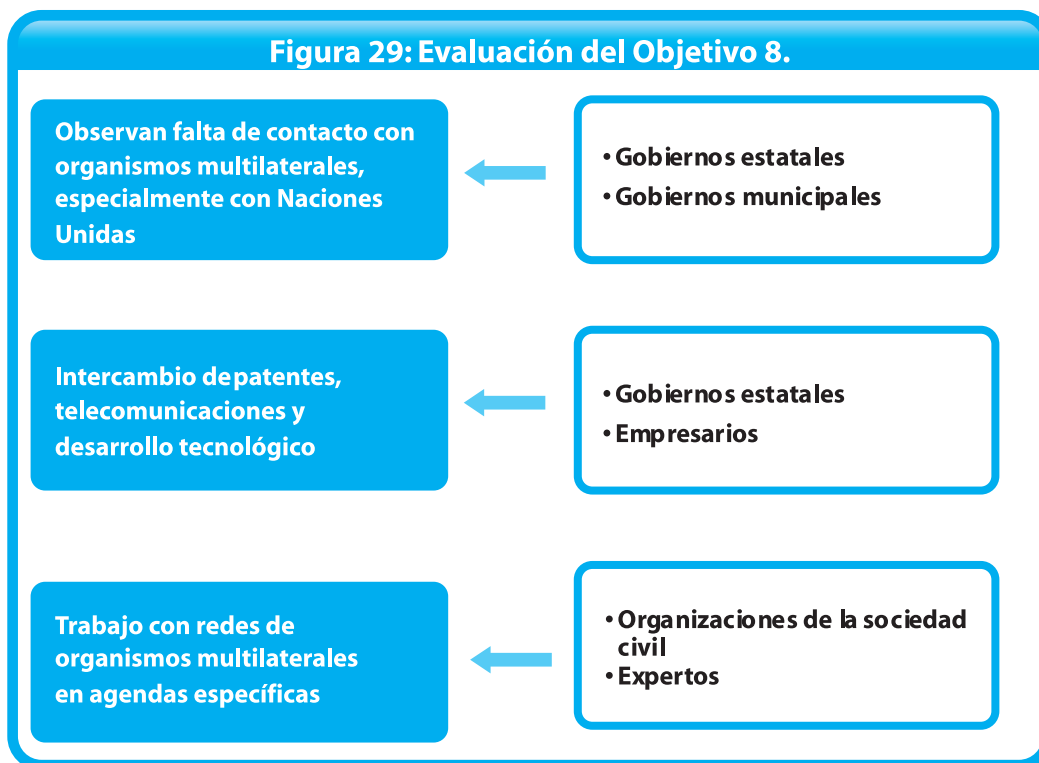 Figura 29: Evaluación del Objetivo 8.
Observan falta de contacto con
organismos multilaterales,
especialmente con Naciones
Unidas
• Gobiernos estatales
• Gobiernos municipales
Intercambio de patentes,
telecomunicaciones y
desarrollo tecnológico
• Gobiernos estatales
• Empresarios
Trabajo con redes de
organismos multilaterales
en agendas específicas
• Organizaciones de la sociedad
civil
• Expertos